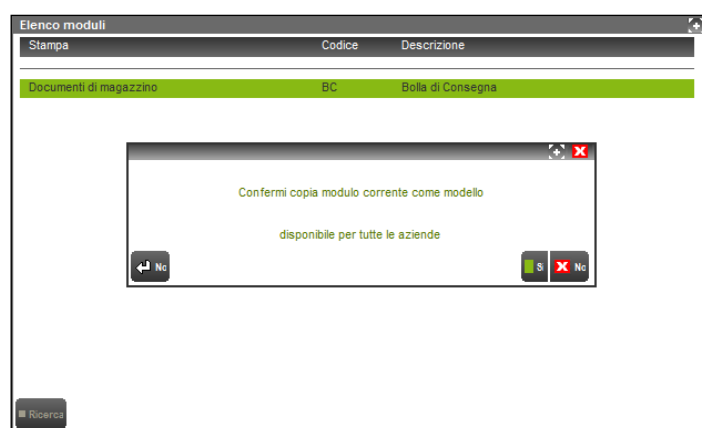 Elenco moduli
Stampa Codice Descrizione
Documenti di magazzino BC Bolla di Consegna
Confermi copia modulo corrente come modello
disponibile per tutte le aziende
No Si No
Ricerca